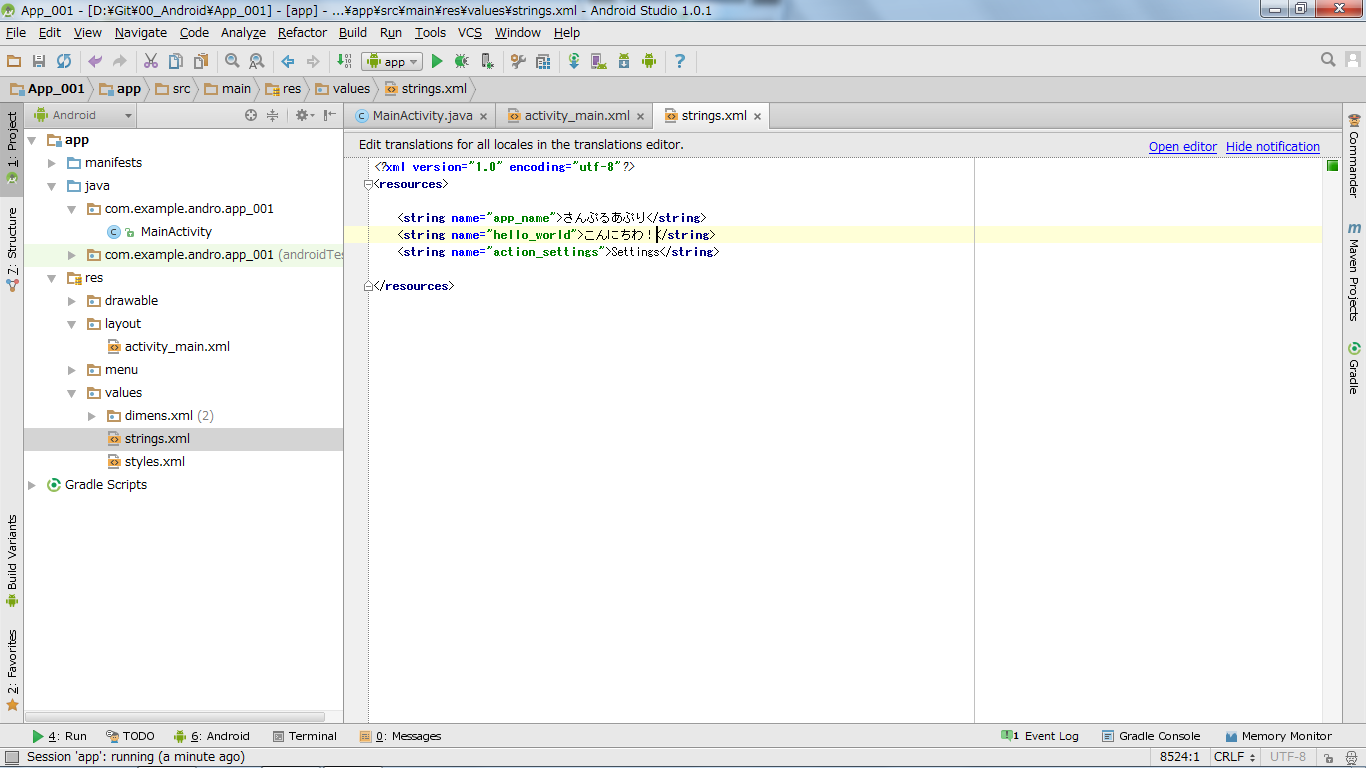 App_001 - [D:¥Git¥00_Android¥App_001] - [app] - ...¥app¥src¥main¥res¥values¥strings.xml - Android Studio 1.0.1
File Edit View Navigate Code Analyze Refactor Build Run Tools VCS Window Help
app
App_001 app src main res values strings.xml
Android
MainActivity.java activity_main.xml strings.xml
1: Project
7: Structure
Build Variants
2: Favorites
app
manifests
java
com.example.andro.app_001
MainActivity
com.example.andro.app_001 (androidTes
res
drawable
layout
activity_main.xml
menu
values
dimens.xml (2)
strings.xml
styles.xml
Gradle Scripts
Edit translations for all locales in the translations editor.
Open editor Hide notification
<?xml version="1.0" encoding="utf-8"?>
<resources>
<string name="app_name">さんぷるあぷり</string>
<string name="hello_world">こんにちわ！</string>
<string name="action_settings">Settings</string>
</resources>
Commander
m Maven Projects
Gradle
4: Run TODO 6: Android Terminal 0: Messages 1 Event Log Gradle Console Memory Monitor
Session 'app': running (a minute ago) 8524:1 CRLF UTF-8